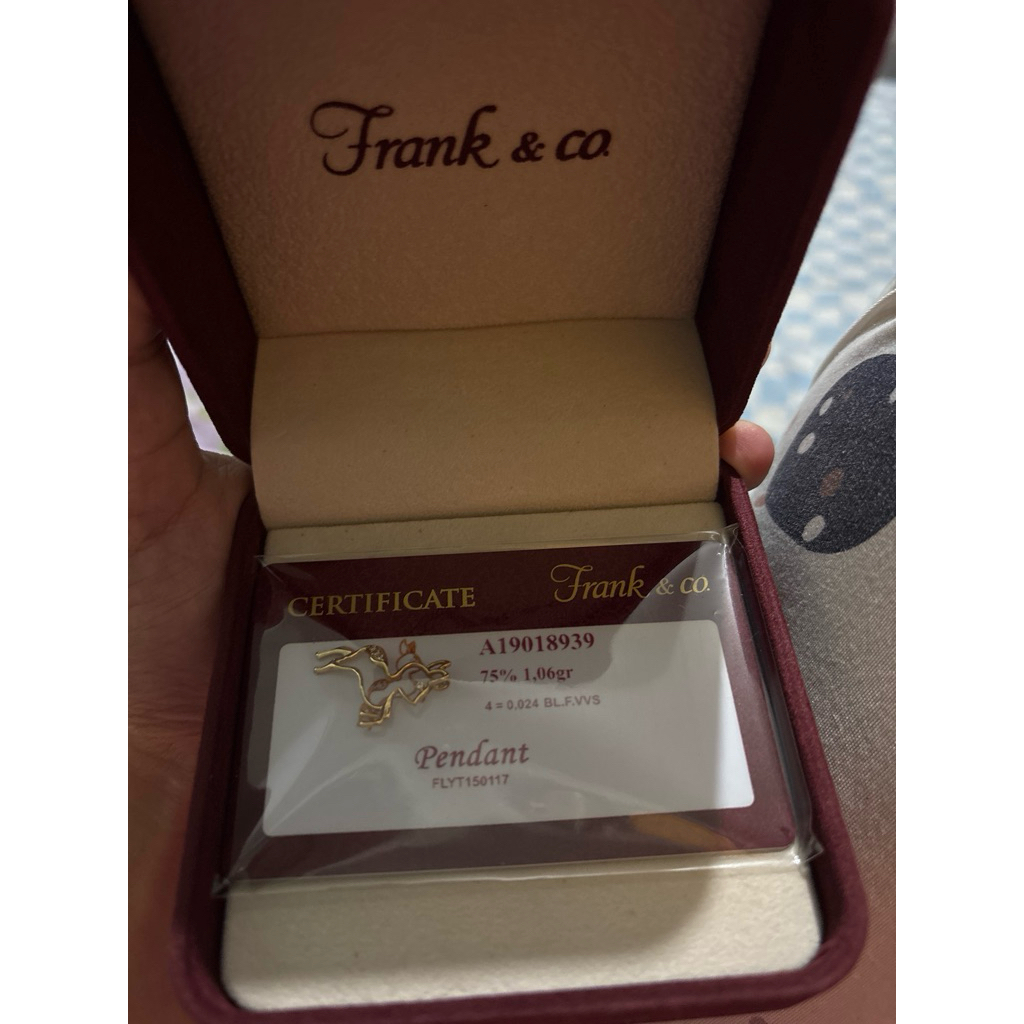 Frank & co.
CERTIFICATE
Frank & co.
A19018939
75% 1,06gr
4 = 0,024 BL.F.VVS
Pendant
FLYT150117